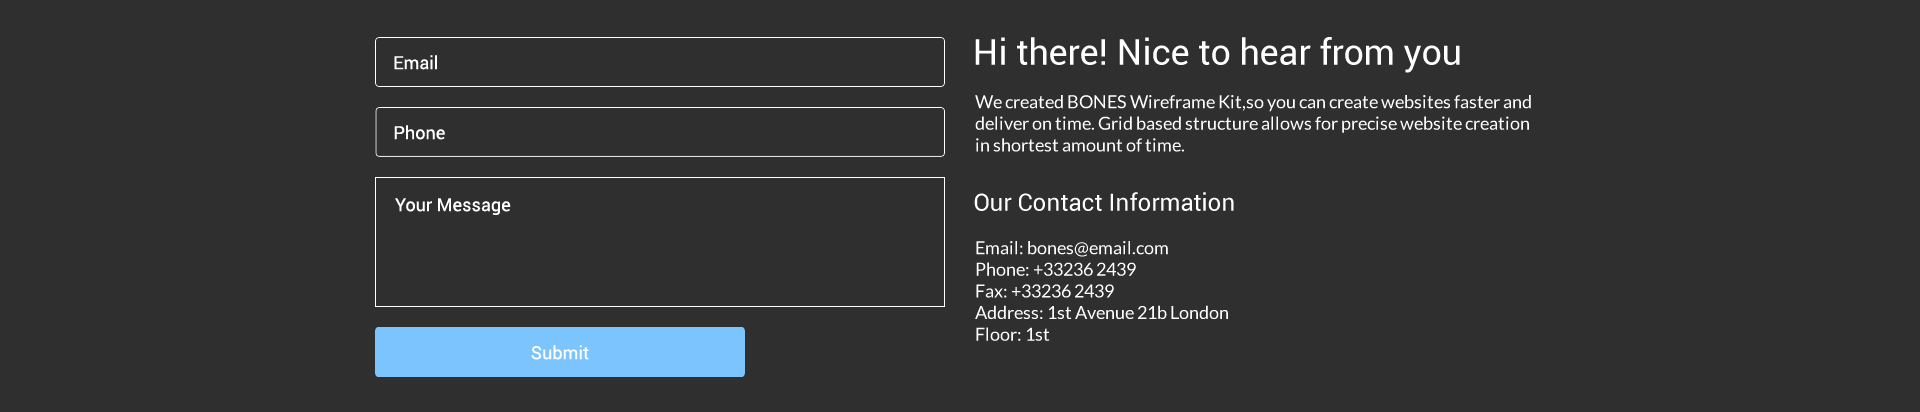 Email
Phone
Your Message
Submit
Hi there! Nice to hear from you
We created BONES Wireframe Kit,so you can create websites faster and
deliver on time. Grid based structure allows for precise website creation
in shortest amount of time.
Our Contact Information
Email: bones@email.com
Phone: +33236 2439
Fax: +33236 2439
Address: 1st Avenue 21b London
Floor: 1st